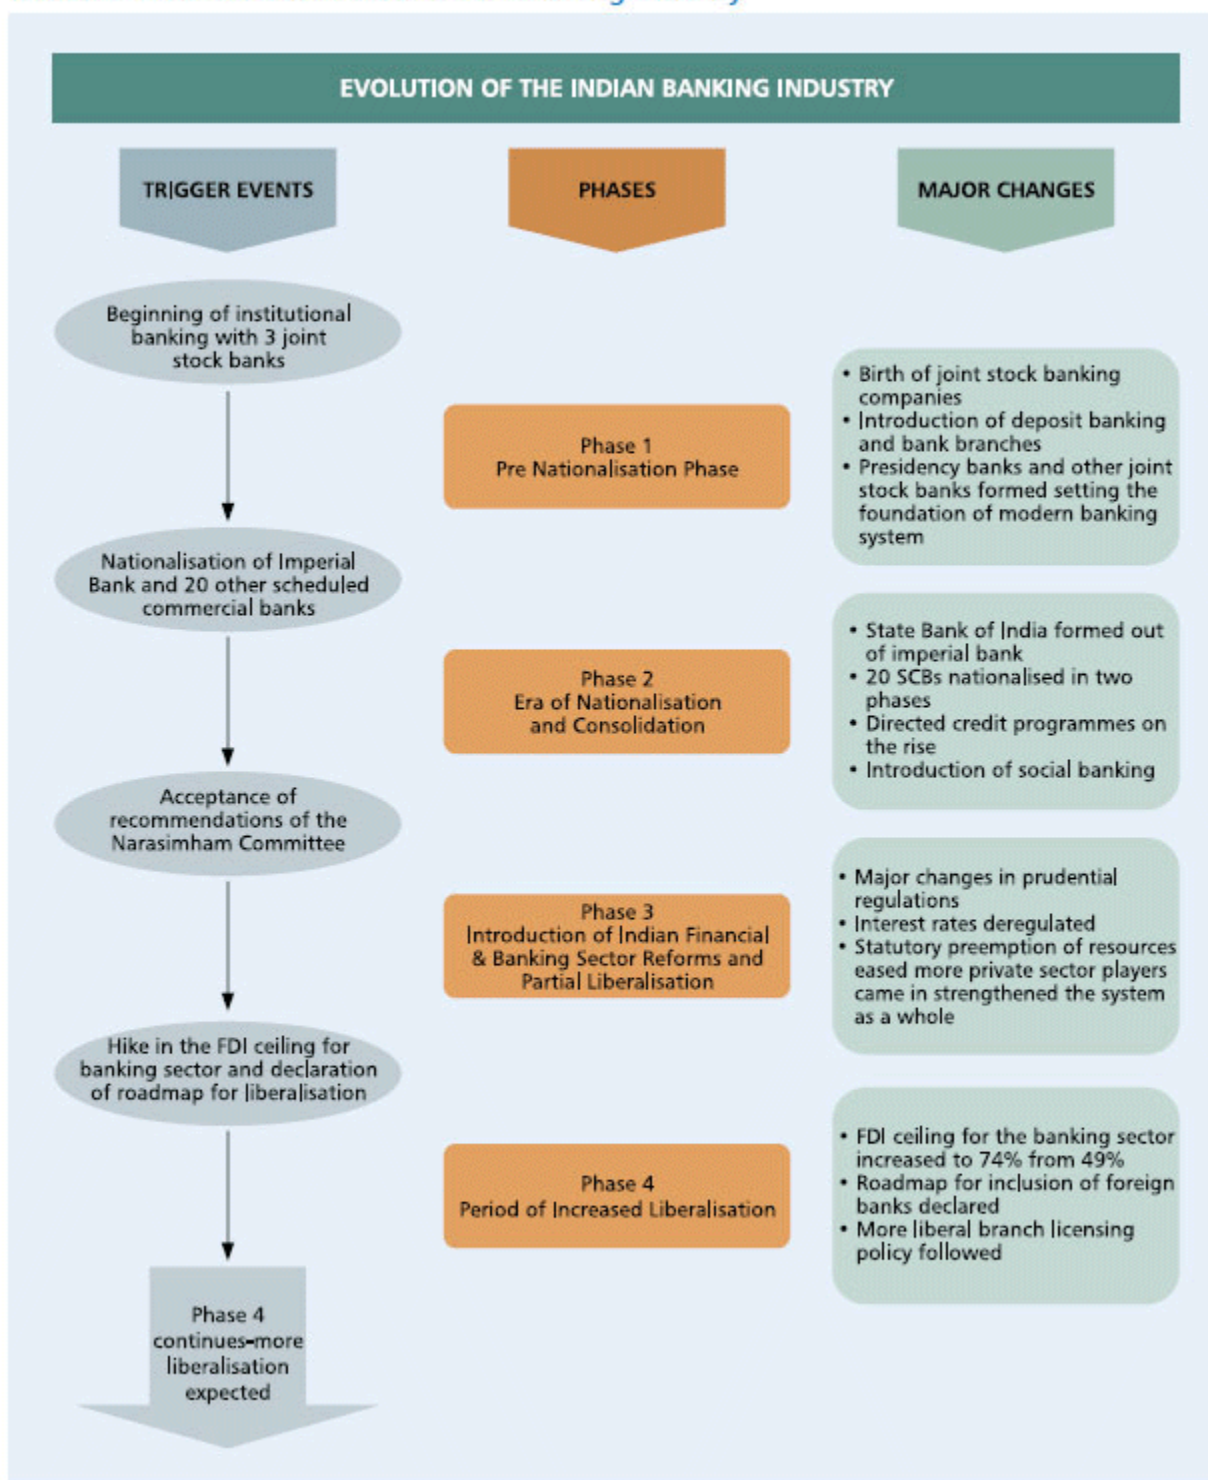 EVOLUTION OF THE INDIAN BANKING INDUSTRY
TRIGGER EVENTS
PHASES
MAJOR CHANGES
Beginning of institutional
banking with 3 joint
stock banks
Phase 1
Pre Nationalisation Phase
• Birth of joint stock banking
companies
• Introduction of deposit banking
and bank branches
• Presidency banks and other joint
stock banks formed setting the
foundation of modern banking
system
Nationalisation of Imperial
Bank and 20 other scheduled
commercial banks
Phase 2
Era of Nationalisation
and Consolidation
• State Bank of India formed out
of imperial bank
• 20 SCBs nationalised in two
phases
• Directed credit programmes on
the rise
• Introduction of social banking
Acceptance of
recommendations of the
Narasimham Committee
Phase 3
Introduction of Indian Financial
& Banking Sector Reforms and
Partial Liberalisation
• Major changes in prudential
regulations
• Interest rates deregulated
• Statutory preemption of resources
eased more private sector players
came in strengthened the system
as a whole
Hike in the FDI ceiling for
banking sector and declaration
of roadmap for liberalisation
Phase 4
Period of Increased Liberalisation
• FDI ceiling for the banking sector
increased to 74% from 49%
• Roadmap for inclusion of foreign
banks declared
• More liberal branch licensing
policy followed
Phase 4
continues-more
liberalisation
expected